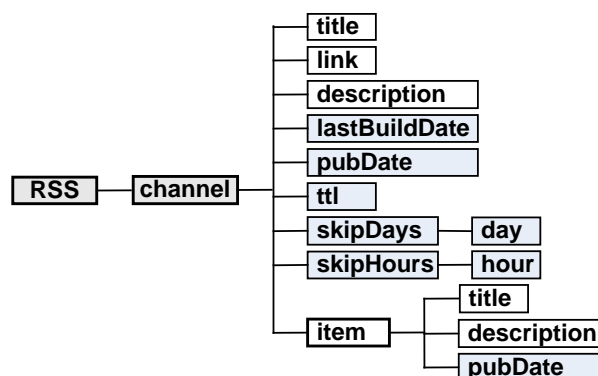 title
link
description
lastBuildDate
pubDate
RSS channel
ttl
skipDays day
skipHours hour
title
item
description
pubDate